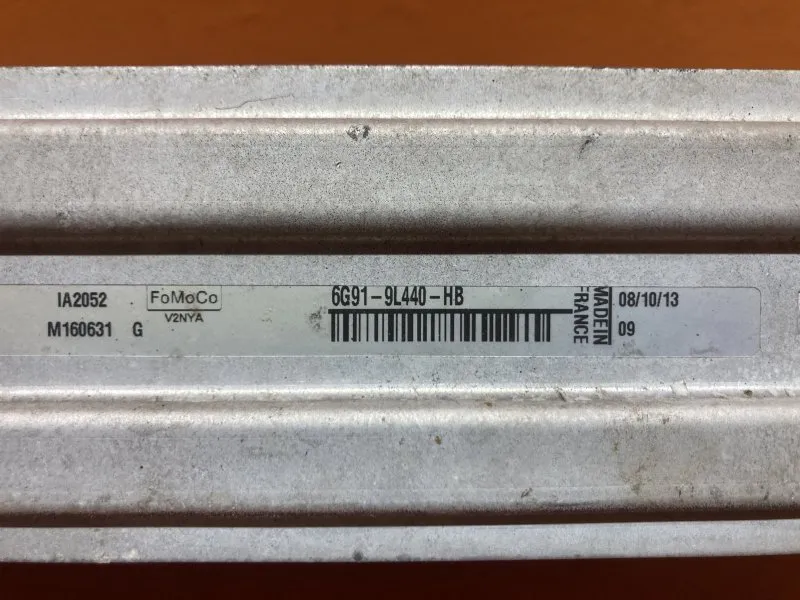 IA2052
M160631 G
FoMoCo
V2NYA
6G91-9L440-HB
MADE IN
FRANCE
08/10/13
09